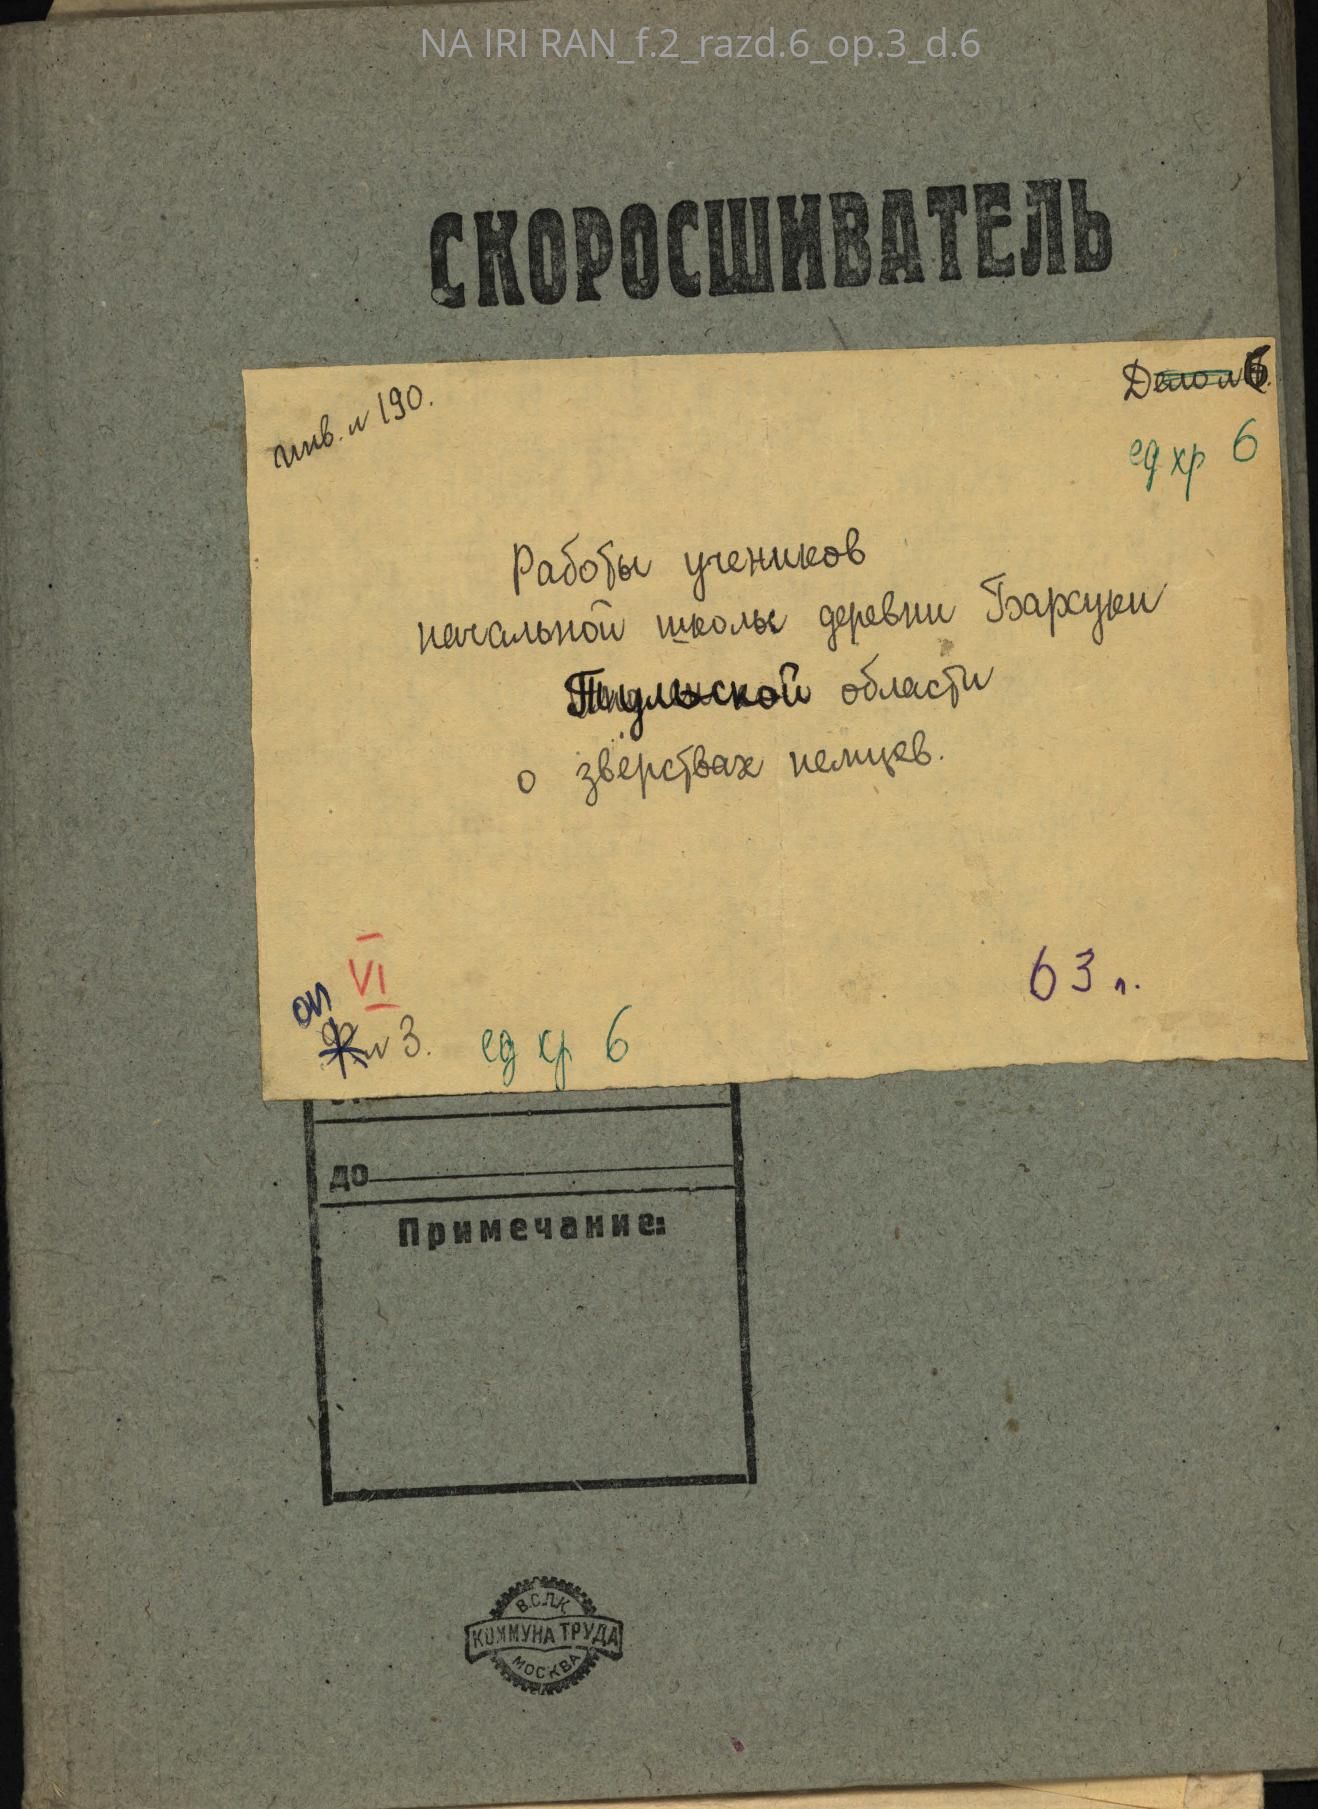 NA IRI RAN_f.2_razd.6_op.3_d.6
СКОРОСШИВАТЕЛЬ
инв. № 190.
Дело № 6
ед хр 6
Работы учеников
начальной школы деревни Барсуки
Тульской области
о зверствах немцев.
VI
63 л.
оп
№ 3. ед хр 6
до
Примечание:
В.С.Л.К.
КОММУНА ТРУДА
МОСКВА